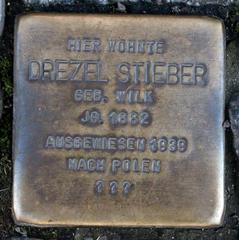 HIER WOHNTE
DREZEL STIEBER
GEB. WILK
JG. 1882
AUSGEWIESEN 1938
NACH POLEN
???